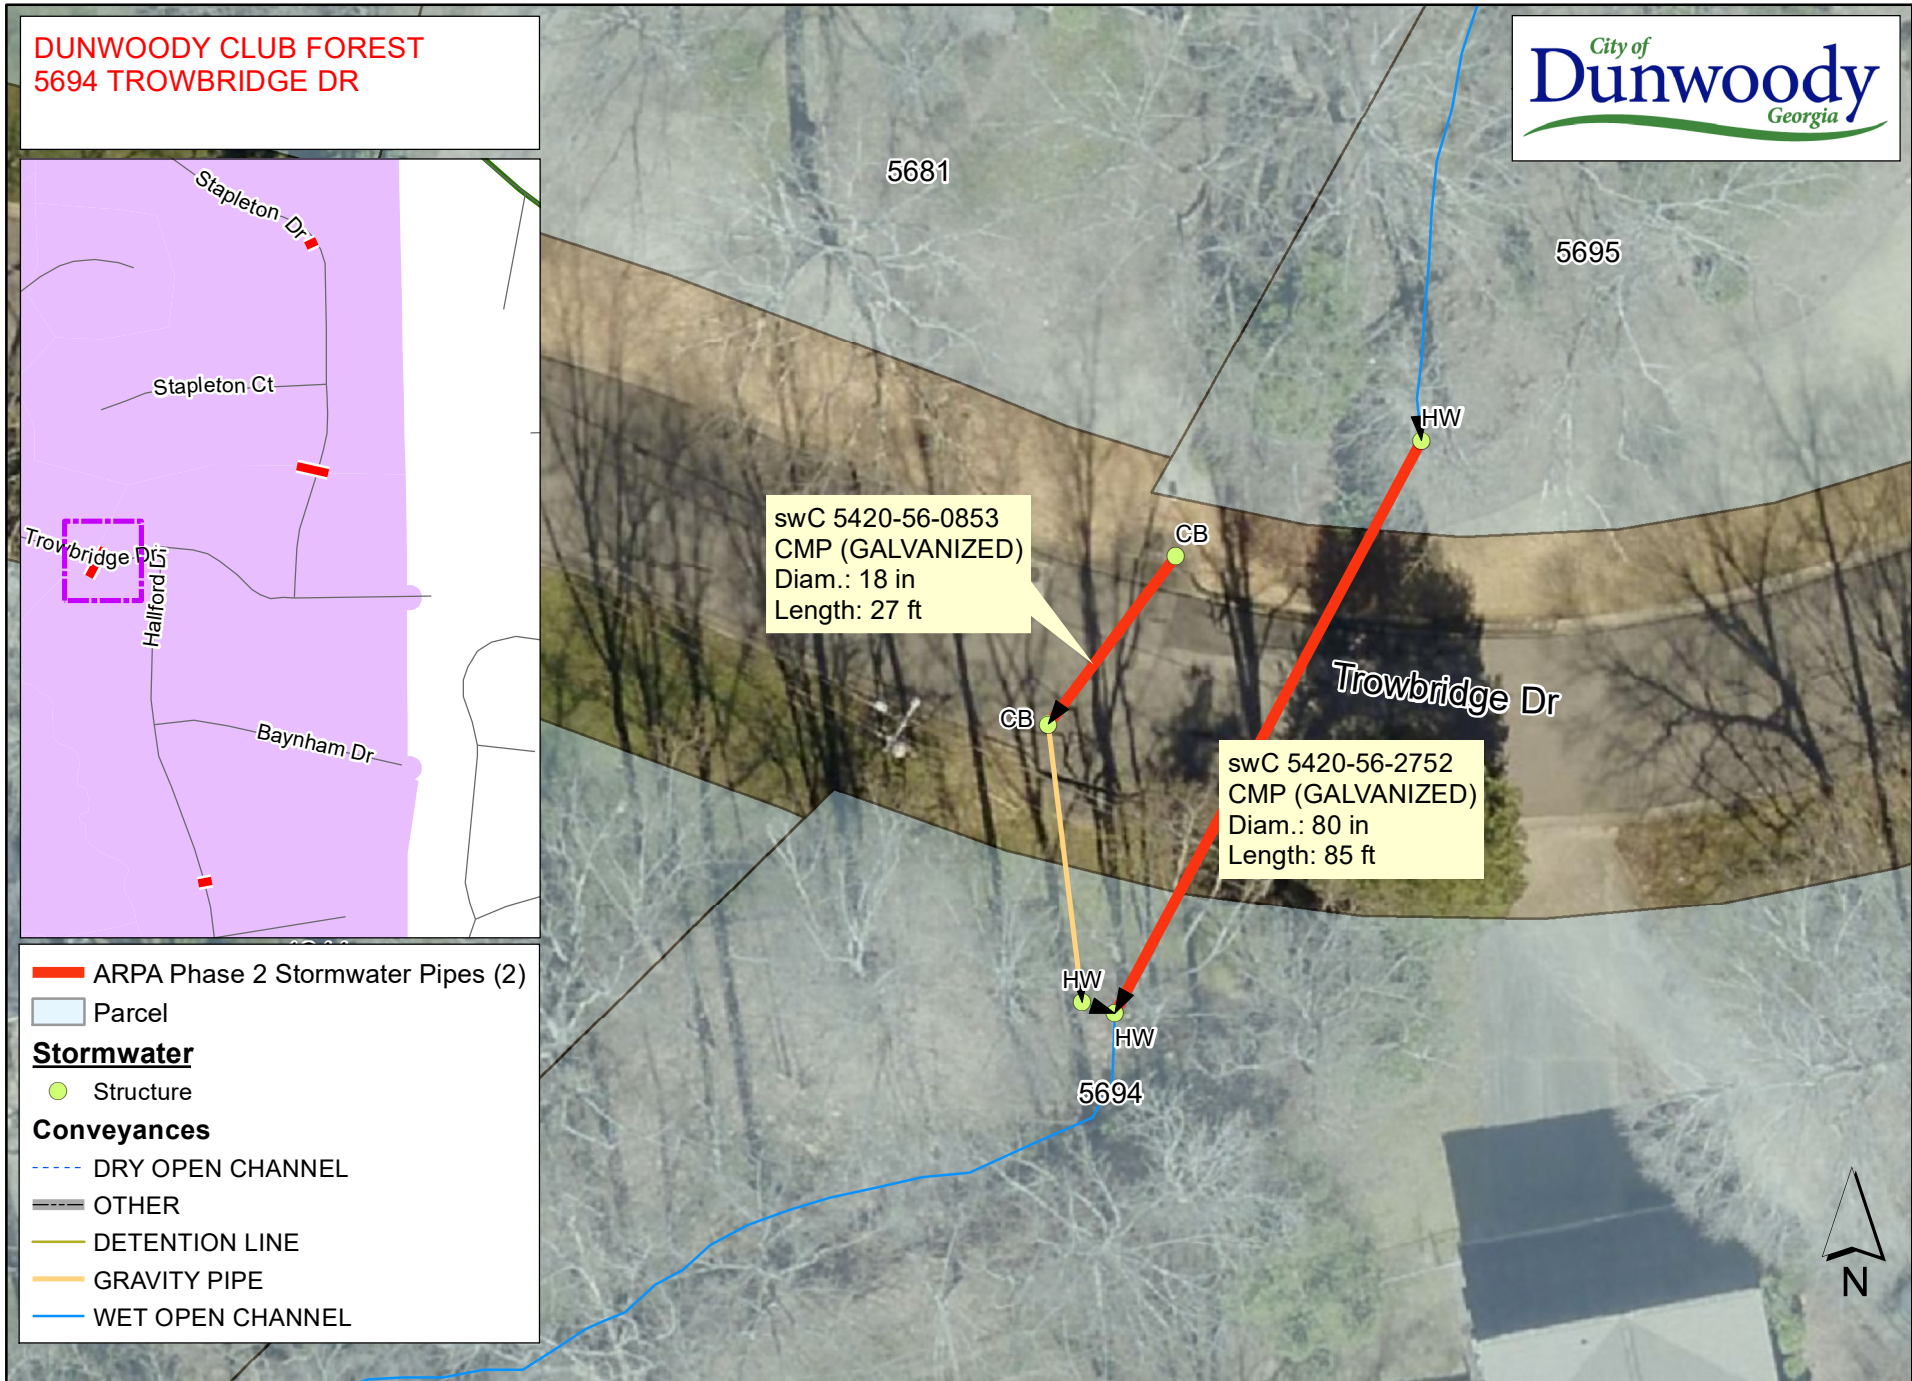 DUNWOODY CLUB FOREST
5694 TROWBRIDGE DR
City of
Dunwoody
Georgia
Stapleton Dr
Stapleton Ct
Trowbridge Dr
Halford Ln
Baynham Dr
5681
5695
HW
CB
swC 5420-56-0853
CMP (GALVANIZED)
Diam.: 18 in
Length: 27 ft
CB
Trowbridge Dr
swC 5420-56-2752
CMP (GALVANIZED)
Diam.: 80 in
Length: 85 ft
HW
HW
5694
ARPA Phase 2 Stormwater Pipes (2)
Parcel
Stormwater
Structure
Conveyances
DRY OPEN CHANNEL
OTHER
DETENTION LINE
GRAVITY PIPE
WET OPEN CHANNEL
N